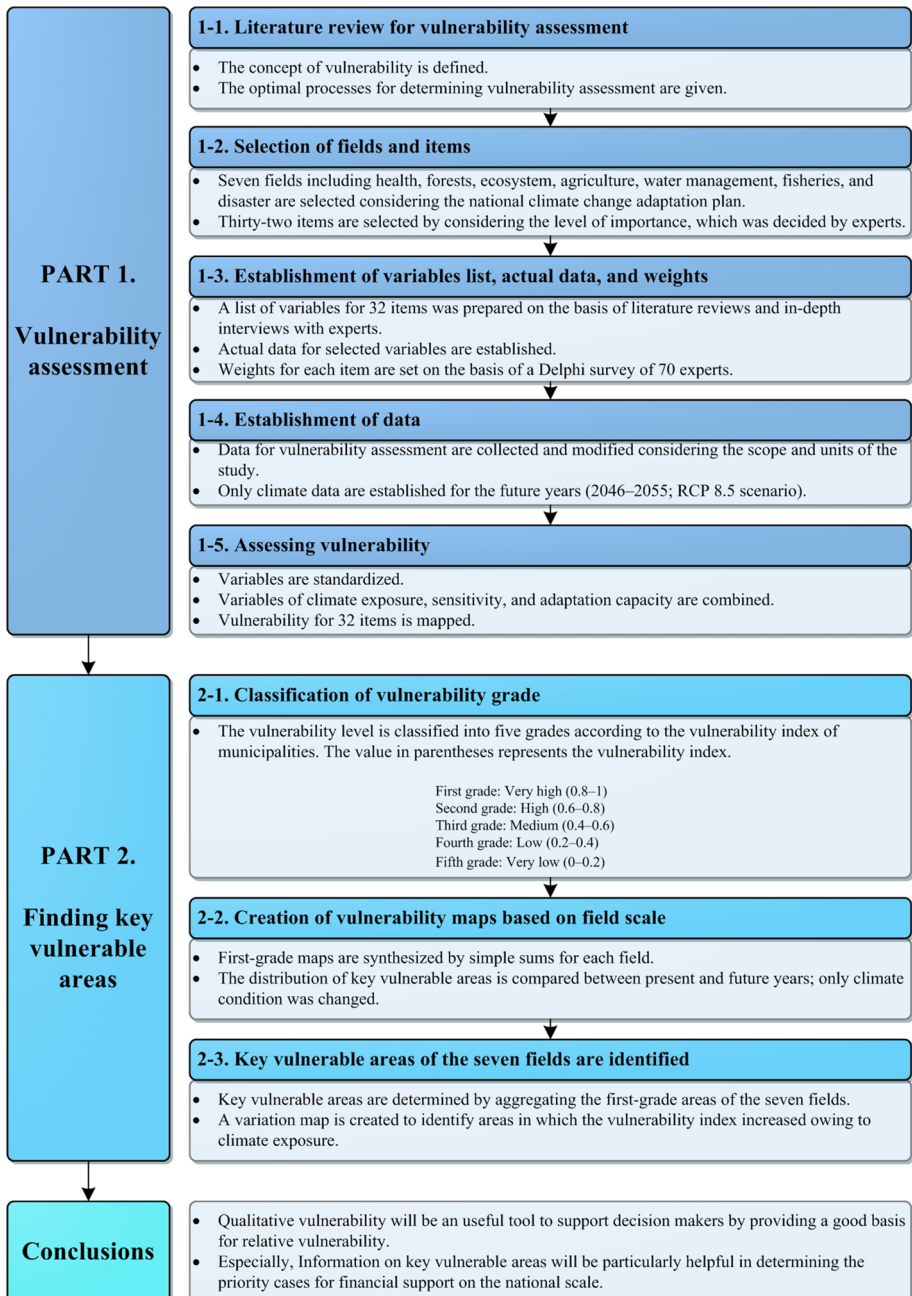 PART 1.
Vulnerability
assessment
1-1. Literature review for vulnerability assessment
• The concept of vulnerability is defined.
• The optimal processes for determining vulnerability assessment are given.
1-2. Selection of fields and items
• Seven fields including health, forests, ecosystem, agriculture, water management, fisheries, and
disaster are selected considering the national climate change adaptation plan.
• Thirty-two items are selected by considering the level of importance, which was decided by experts.
1-3. Establishment of variables list, actual data, and weights
• A list of variables for 32 items was prepared on the basis of literature reviews and in-depth
interviews with experts.
• Actual data for selected variables are established.
• Weights for each item are set on the basis of a Delphi survey of 70 experts.
1-4. Establishment of data
• Data for vulnerability assessment are collected and modified considering the scope and units of the
study.
• Only climate data are established for the future years (2046–2055; RCP 8.5 scenario).
1-5. Assessing vulnerability
• Variables are standardized.
• Variables of climate exposure, sensitivity, and adaptation capacity are combined.
• Vulnerability for 32 items is mapped.
PART 2.
Finding key
vulnerable
areas
2-1. Classification of vulnerability grade
• The vulnerability level is classified into five grades according to the vulnerability index of
municipalities. The value in parentheses represents the vulnerability index.
First grade: Very high (0.8–1)
Second grade: High (0.6–0.8)
Third grade: Medium (0.4–0.6)
Fourth grade: Low (0.2–0.4)
Fifth grade: Very low (0–0.2)
2-2. Creation of vulnerability maps based on field scale
• First-grade maps are synthesized by simple sums for each field.
• The distribution of key vulnerable areas is compared between present and future years; only climate
condition was changed.
2-3. Key vulnerable areas of the seven fields are identified
• Key vulnerable areas are determined by aggregating the first-grade areas of the seven fields.
• A variation map is created to identify areas in which the vulnerability index increased owing to
climate exposure.
Conclusions
• Qualitative vulnerability will be an useful tool to support decision makers by providing a good basis
for relative vulnerability.
• Especially, Information on key vulnerable areas will be particularly helpful in determining the
priority cases for financial support on the national scale.